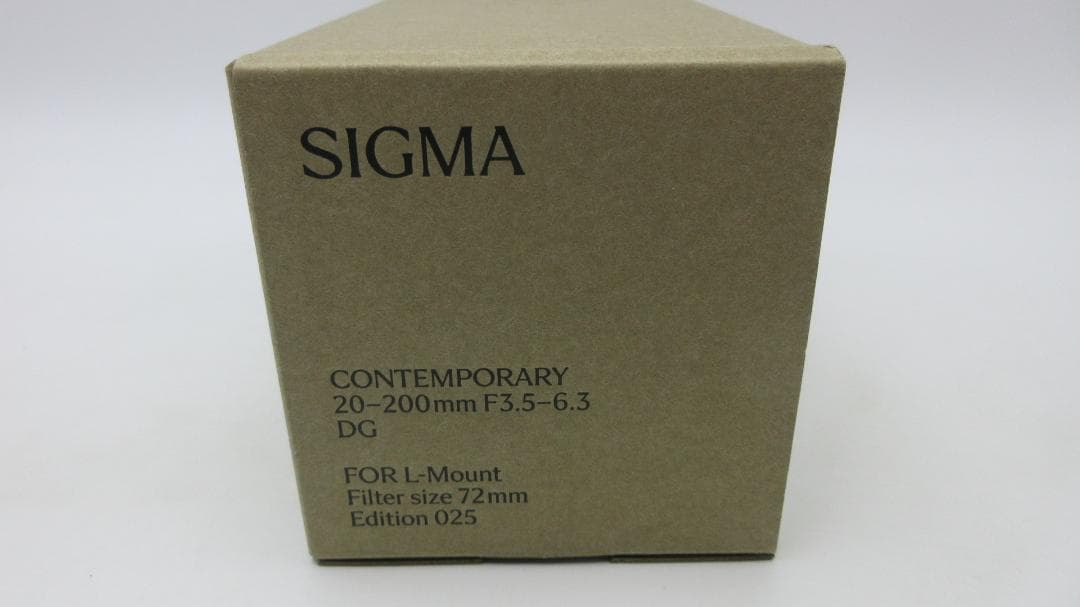 SIGMA
CONTEMPORARY
20–200mm F3.5–6.3
DG
FOR L-Mount
Filter size 72mm
Edition 025